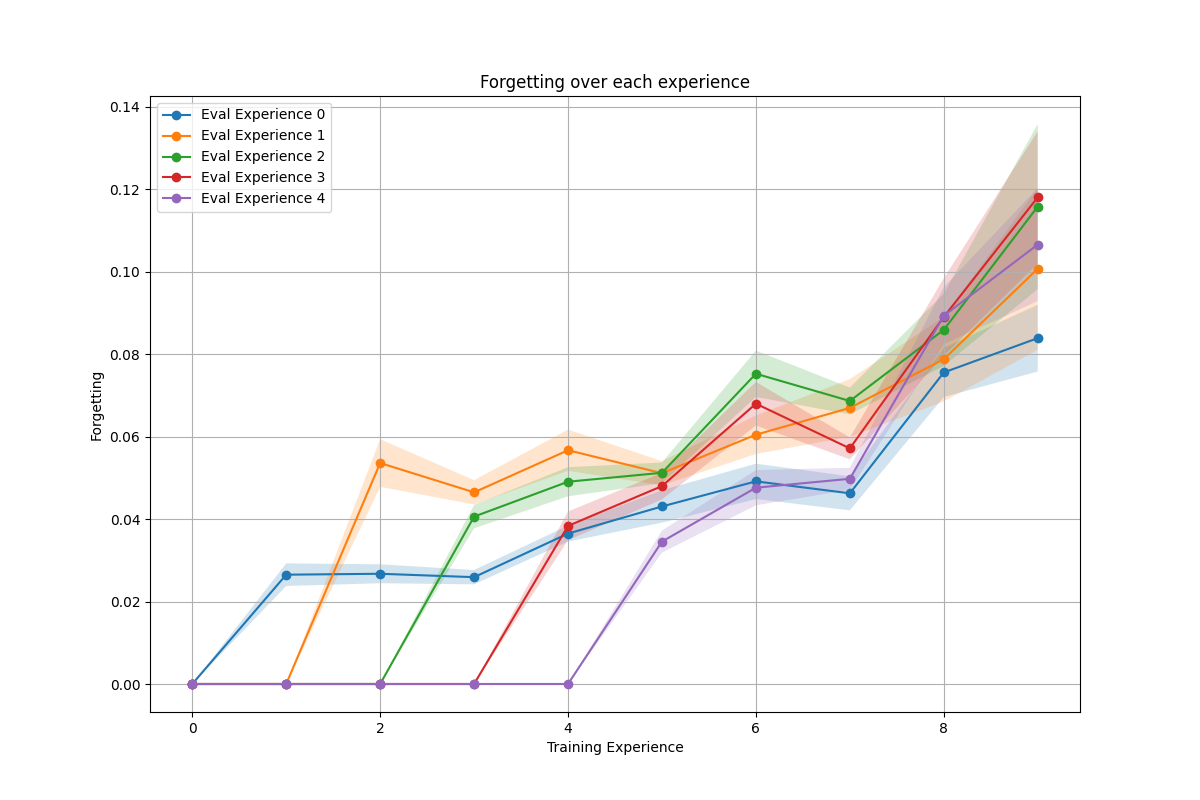 Forgetting over each experience
Eval Experience 0
Eval Experience 1
Eval Experience 2
Eval Experience 3
Eval Experience 4
Forgetting
0.14
0.12
0.10
0.08
0.06
0.04
0.02
0.00
0 2 4 6 8
Training Experience